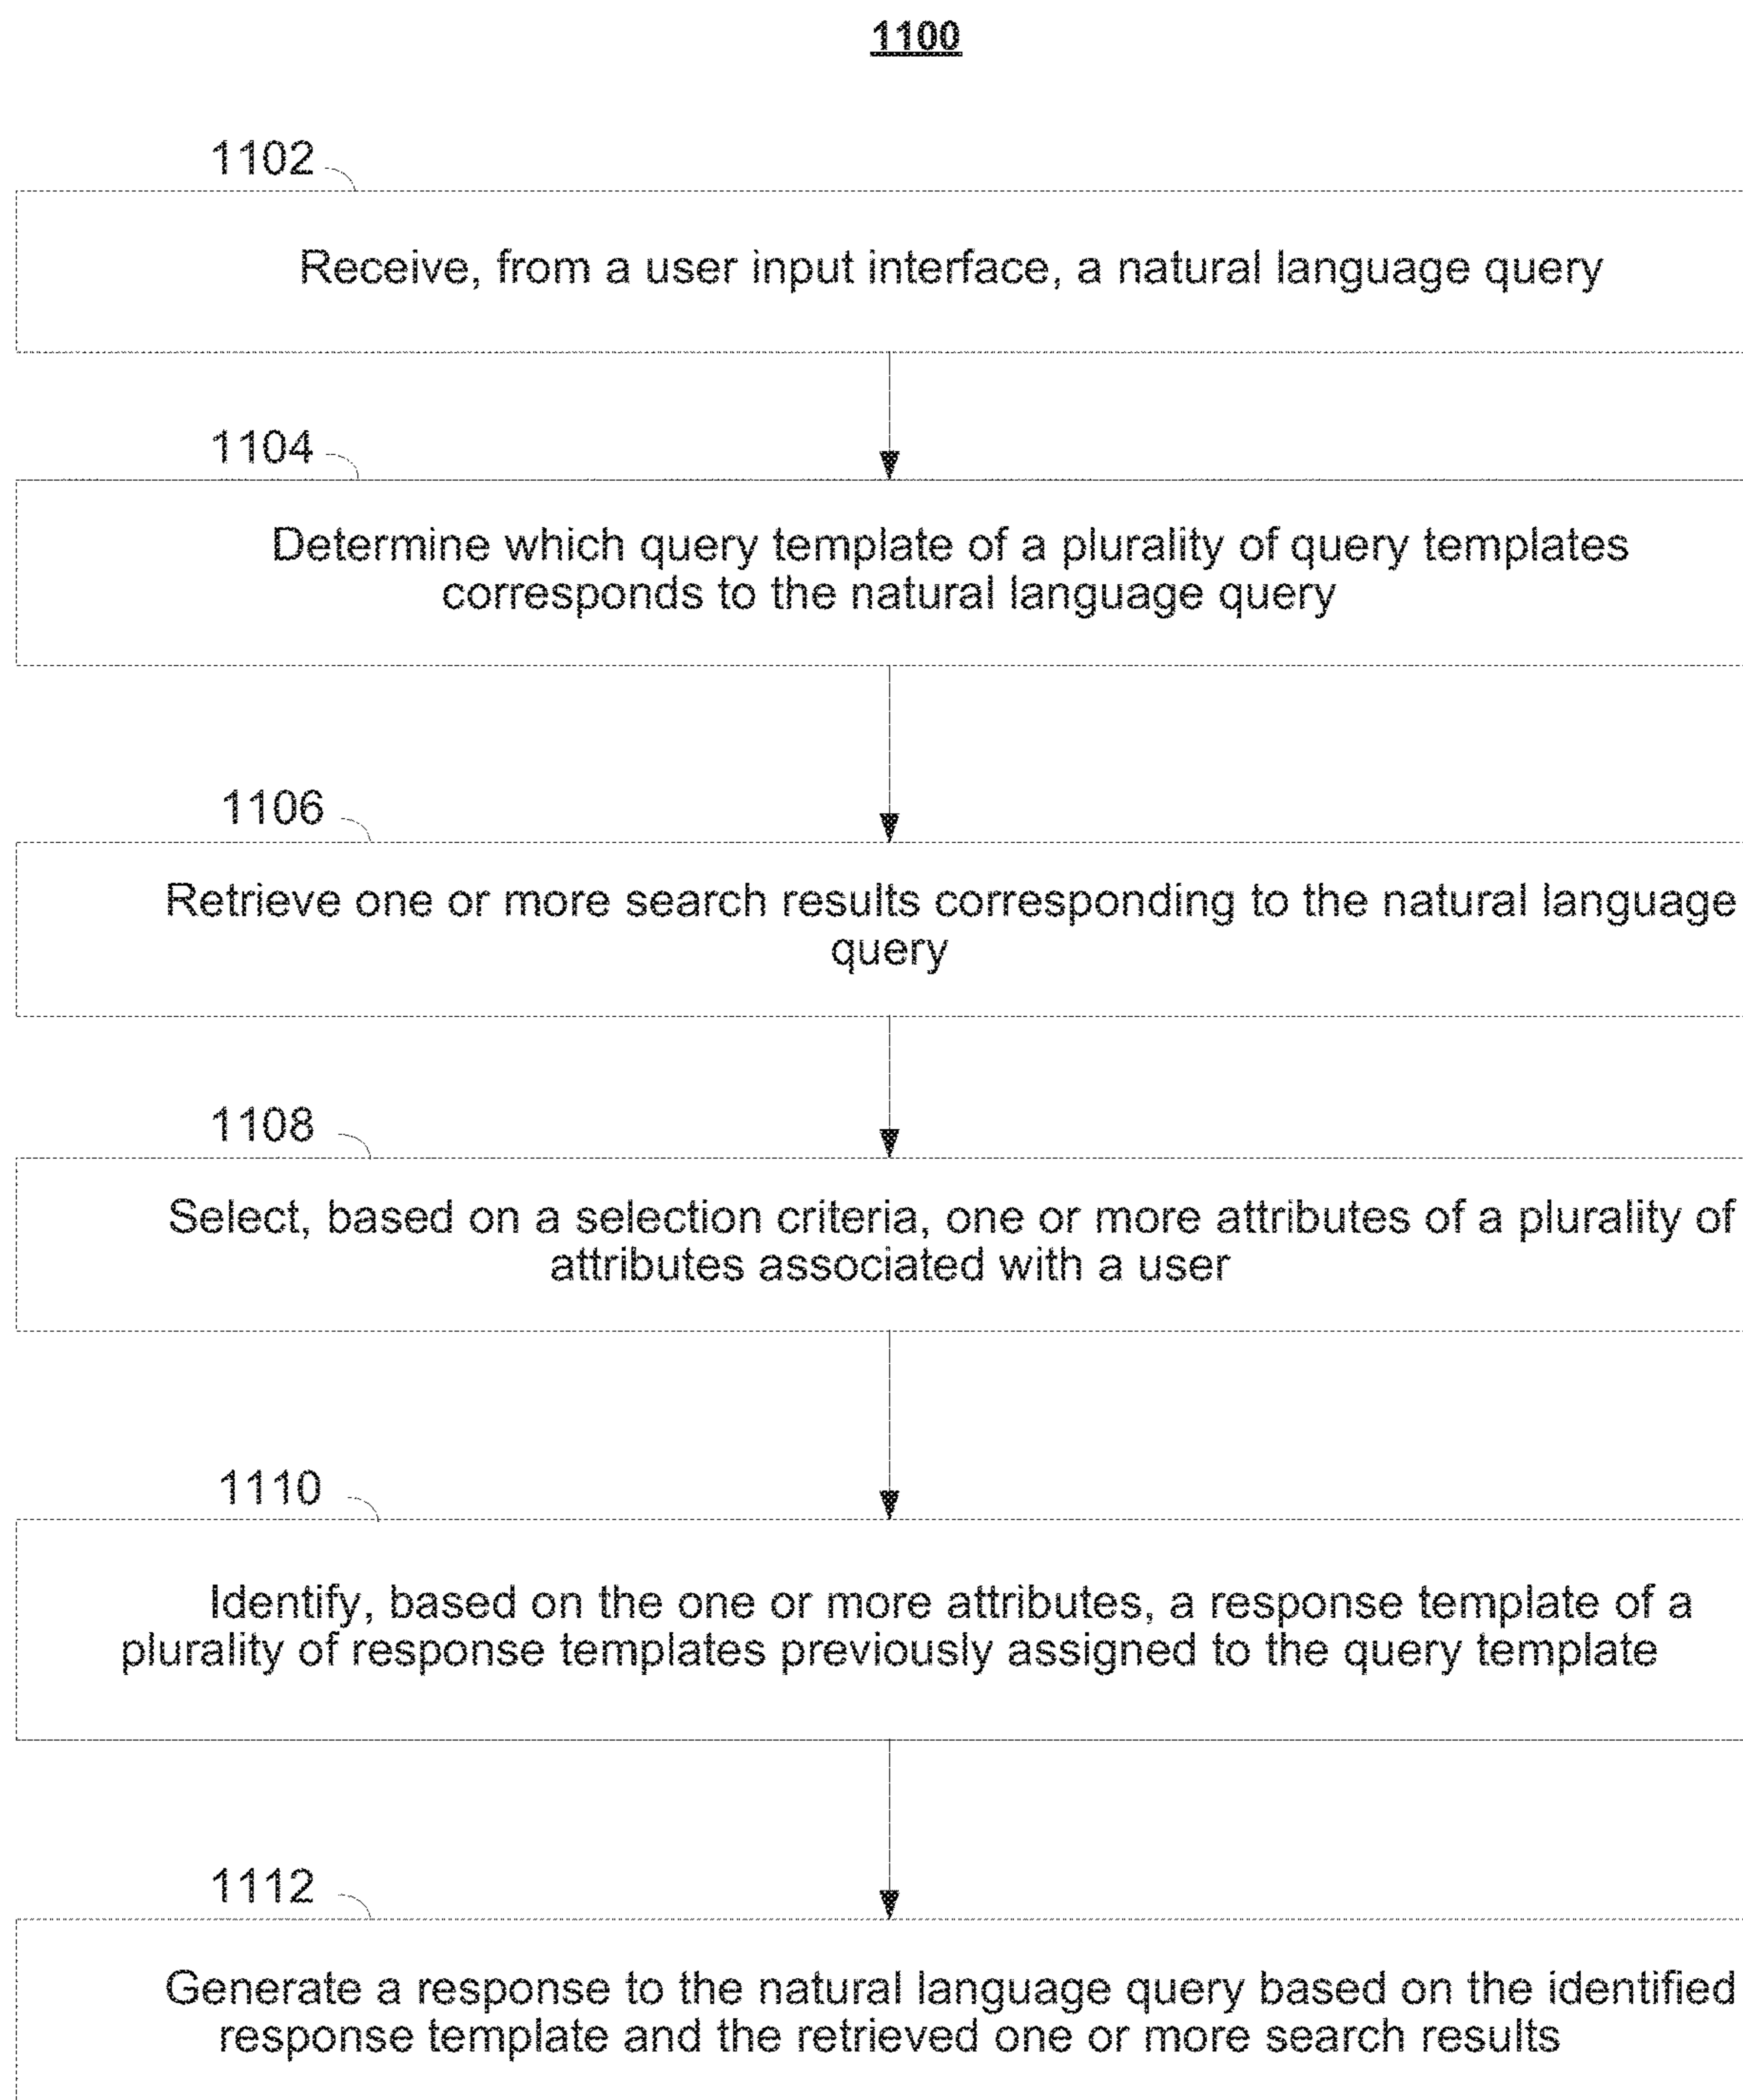 1100
1102
Receive, from a user input interface, a natural language query
1104
Determine which query template of a plurality of query templates
corresponds to the natural language query
1106
Retrieve one or more search results corresponding to the natural language
query
1108
Select, based on a selection criteria, one or more attributes of a plurality of
attributes associated with a user
1110
Identify, based on the one or more attributes, a response template of a
plurality of response templates previously assigned to the query template
1112
Generate a response to the natural language query based on the identified
response template and the retrieved one or more search results